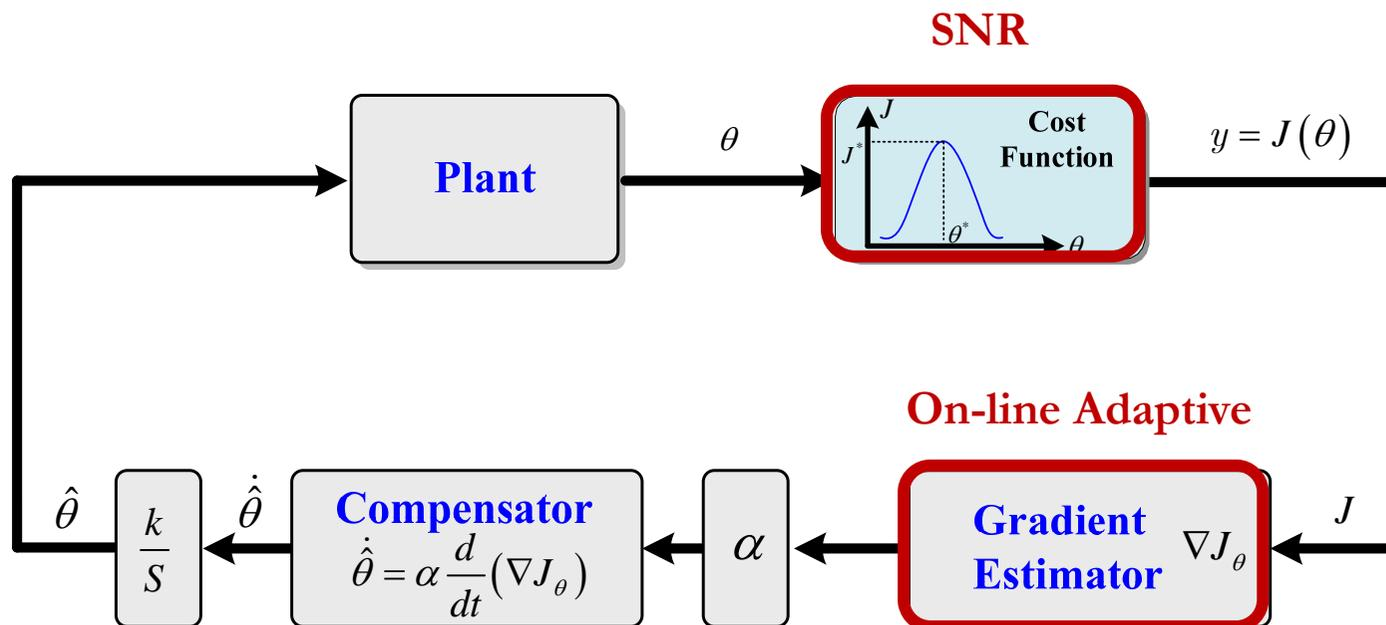 SNR
Plant
θ
J
J*
θ*
θ
Cost
Function
y = J(θ)
On-line Adaptive
θ̂
k
S
θ̂̇
Compensator
θ̂̇ = α d/dt (∇J_θ)
α
Gradient
Estimator
∇J_θ
J